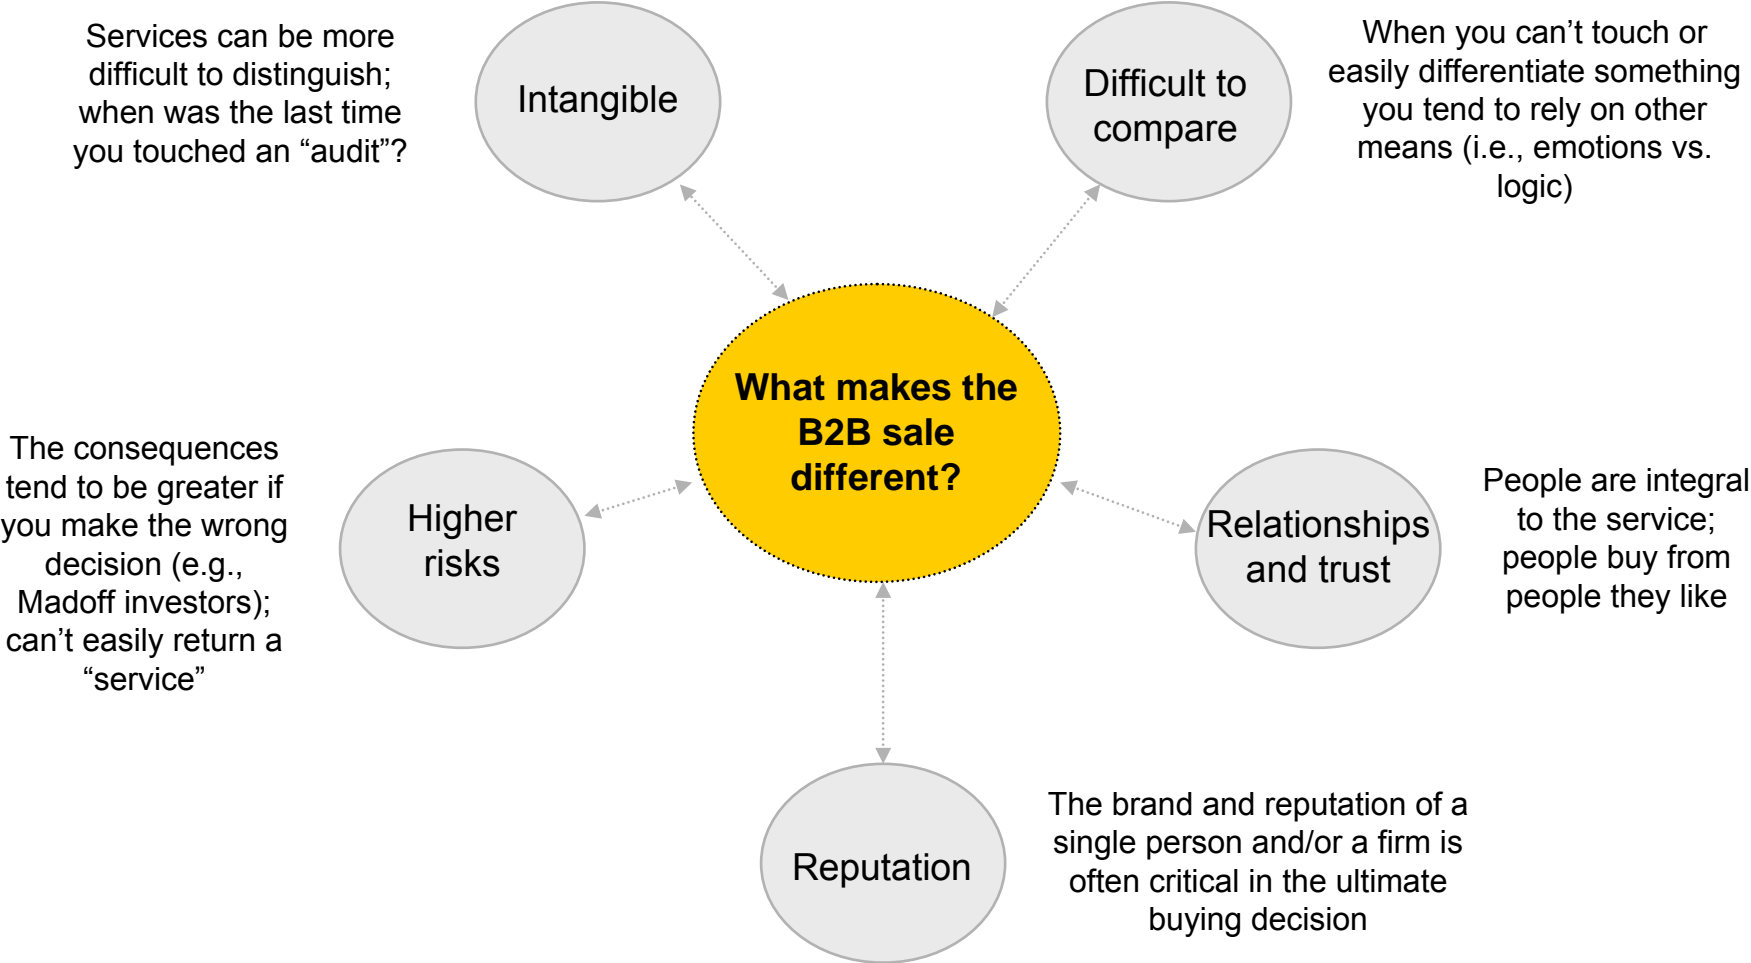 Services can be more
difficult to distinguish;
when was the last time
you touched an “audit”?
Intangible
Difficult to
compare
When you can’t touch or
easily differentiate something
you tend to rely on other
means (i.e., emotions vs.
logic)
What makes the
B2B sale
different?
The consequences
tend to be greater if
you make the wrong
decision (e.g.,
Madoff investors);
can’t easily return a
“service”
Higher
risks
Relationships
and trust
People are integral
to the service;
people buy from
people they like
Reputation
The brand and reputation of a
single person and/or a firm is
often critical in the ultimate
buying decision